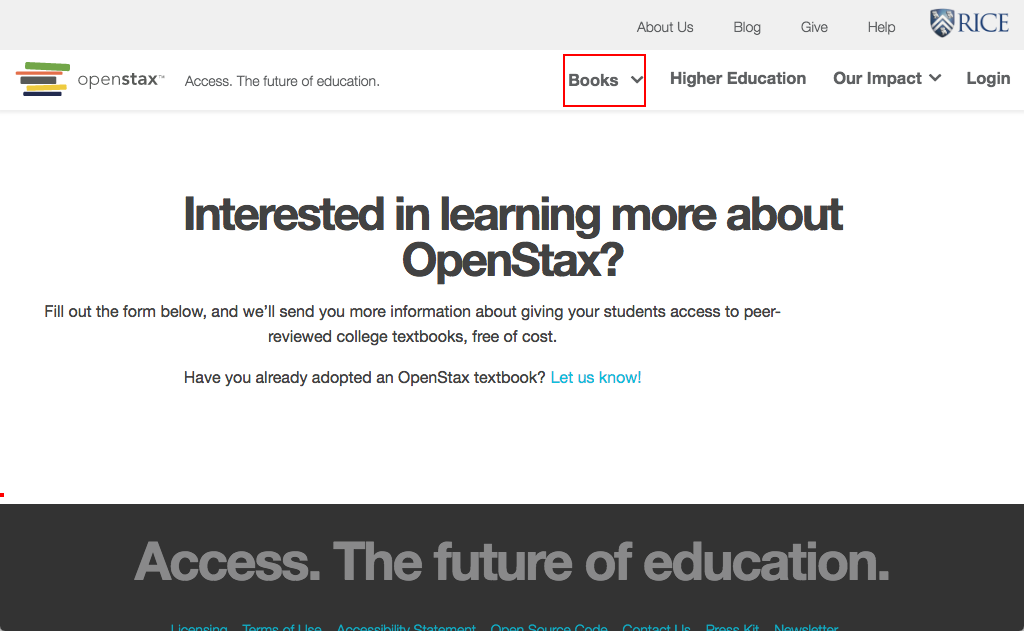 About Us Blog Give Help RICE
openstax™ Access. The future of education. Books Higher Education Our Impact Login
Interested in learning more about
OpenStax?
Fill out the form below, and we’ll send you more information about giving your students access to peer-
reviewed college textbooks, free of cost.
Have you already adopted an OpenStax textbook? Let us know!
Access. The future of education.
Licensing Terms of Use Accessibility Statement Open Source Code Contact Us Press Kit Newsletter